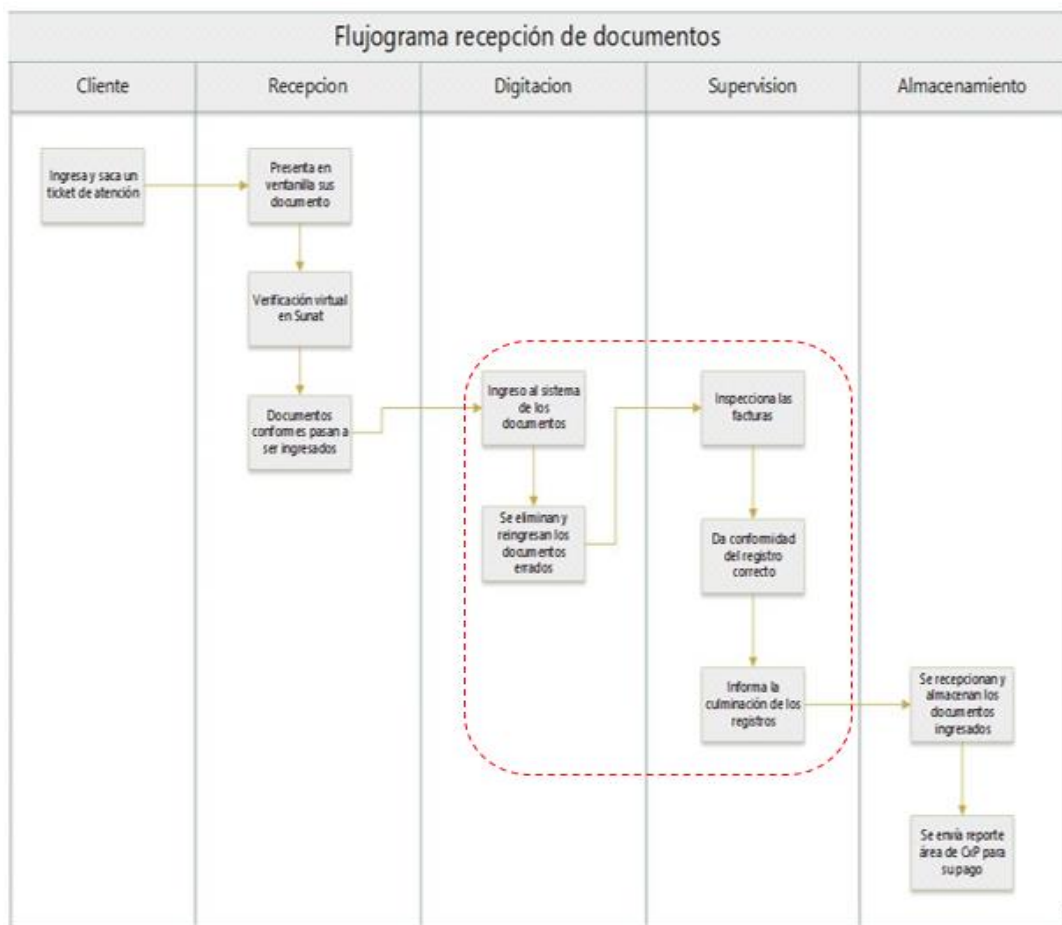 Flujograma recepción de documentos
Cliente
Recepcion
Digitacion
Supervision
Almacenamiento
Ingresa y saca un
ticket de atención
Presenta en
ventanilla sus
documento
Verificación virtual
en Sunat
Documentos
conformes pasan a
ser ingresados
Ingreso al sistema
de los
documentos
Se eliminan y
reingresan los
documentos
errados
Inspecciona las
facturas
Da conformidad
del registro
correcto
Informa la
culminación de los
registros
Se recepcionan y
almacenan los
documentos
ingresados
Se envía reporte
área de CxP para
su pago